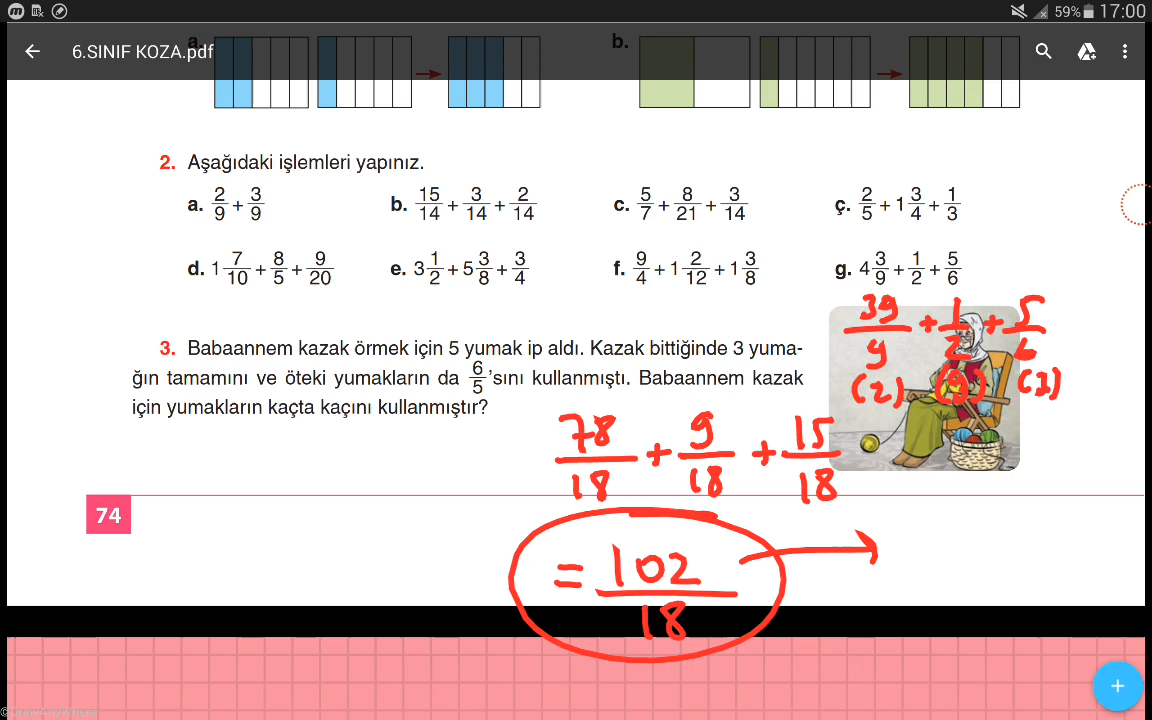 59% 17:00
6.SINIF KOZA.pdf
a.
b.
2. Aşağıdaki işlemleri yapınız.
a. 2/9 + 3/9 b. 15/14 + 3/14 + 2/14 c. 5/7 + 8/21 + 3/14 ç. 2/5 + 1 3/4 + 1/3
d. 1 7/10 + 8/5 + 9/20 e. 3 1/2 + 5 3/8 + 3/4 f. 9/4 + 1 2/12 + 1 3/8 g. 4 3/9 + 1/2 + 5/6
39/9 + 1/2 + 5/6
(2) (9) (3)
3. Babaannem kazak örmek için 5 yumak ip aldı. Kazak bittiğinde 3 yuma-
ğın tamamını ve öteki yumakların da 6/5 'sını kullanmıştı. Babaannem kazak
için yumakların kaçta kaçını kullanmıştır?
78/18 + 9/18 + 15/18
74
= 102/18